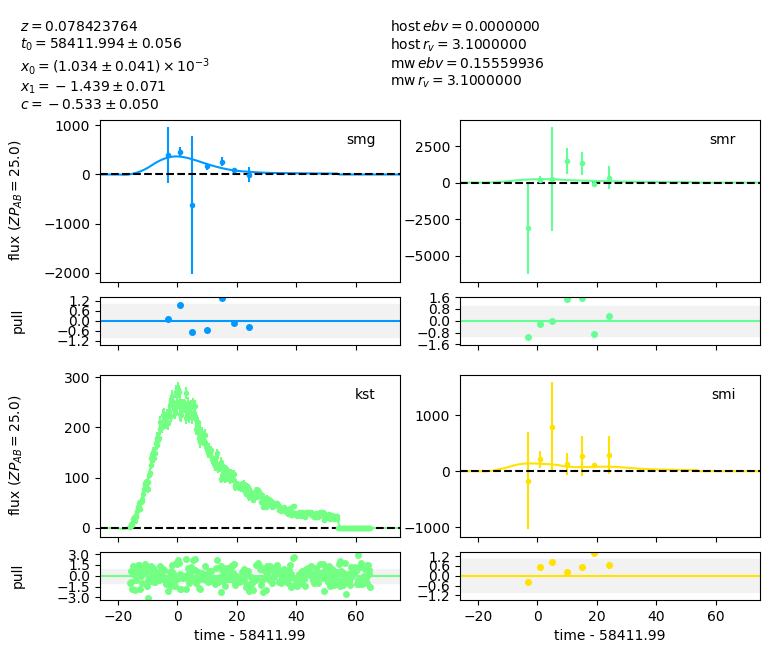 z = 0.078423764
t0 = 58411.994 ± 0.056
x0 = (1.034 ± 0.041) × 10^−3
x1 = −1.439 ± 0.071
c = −0.533 ± 0.050
host ebv = 0.0000000
host rv = 3.1000000
mw ebv = 0.15559936
mw rv = 3.1000000
smg
1000
0
−1000
−2000
flux (ZP_AB = 25.0)
smr
2500
0
−2500
−5000
pull
1.2
0.6
0.0
−0.6
−1.2
1.6
0.8
0.0
−0.8
−1.6
kst
300
200
100
0
flux (ZP_AB = 25.0)
smi
1000
0
−1000
pull
3.0
1.5
0.0
−1.5
−3.0
−20 0 20 40 60
time - 58411.99
1.2
0.6
0.0
−0.6
−1.2
−20 0 20 40 60
time - 58411.99